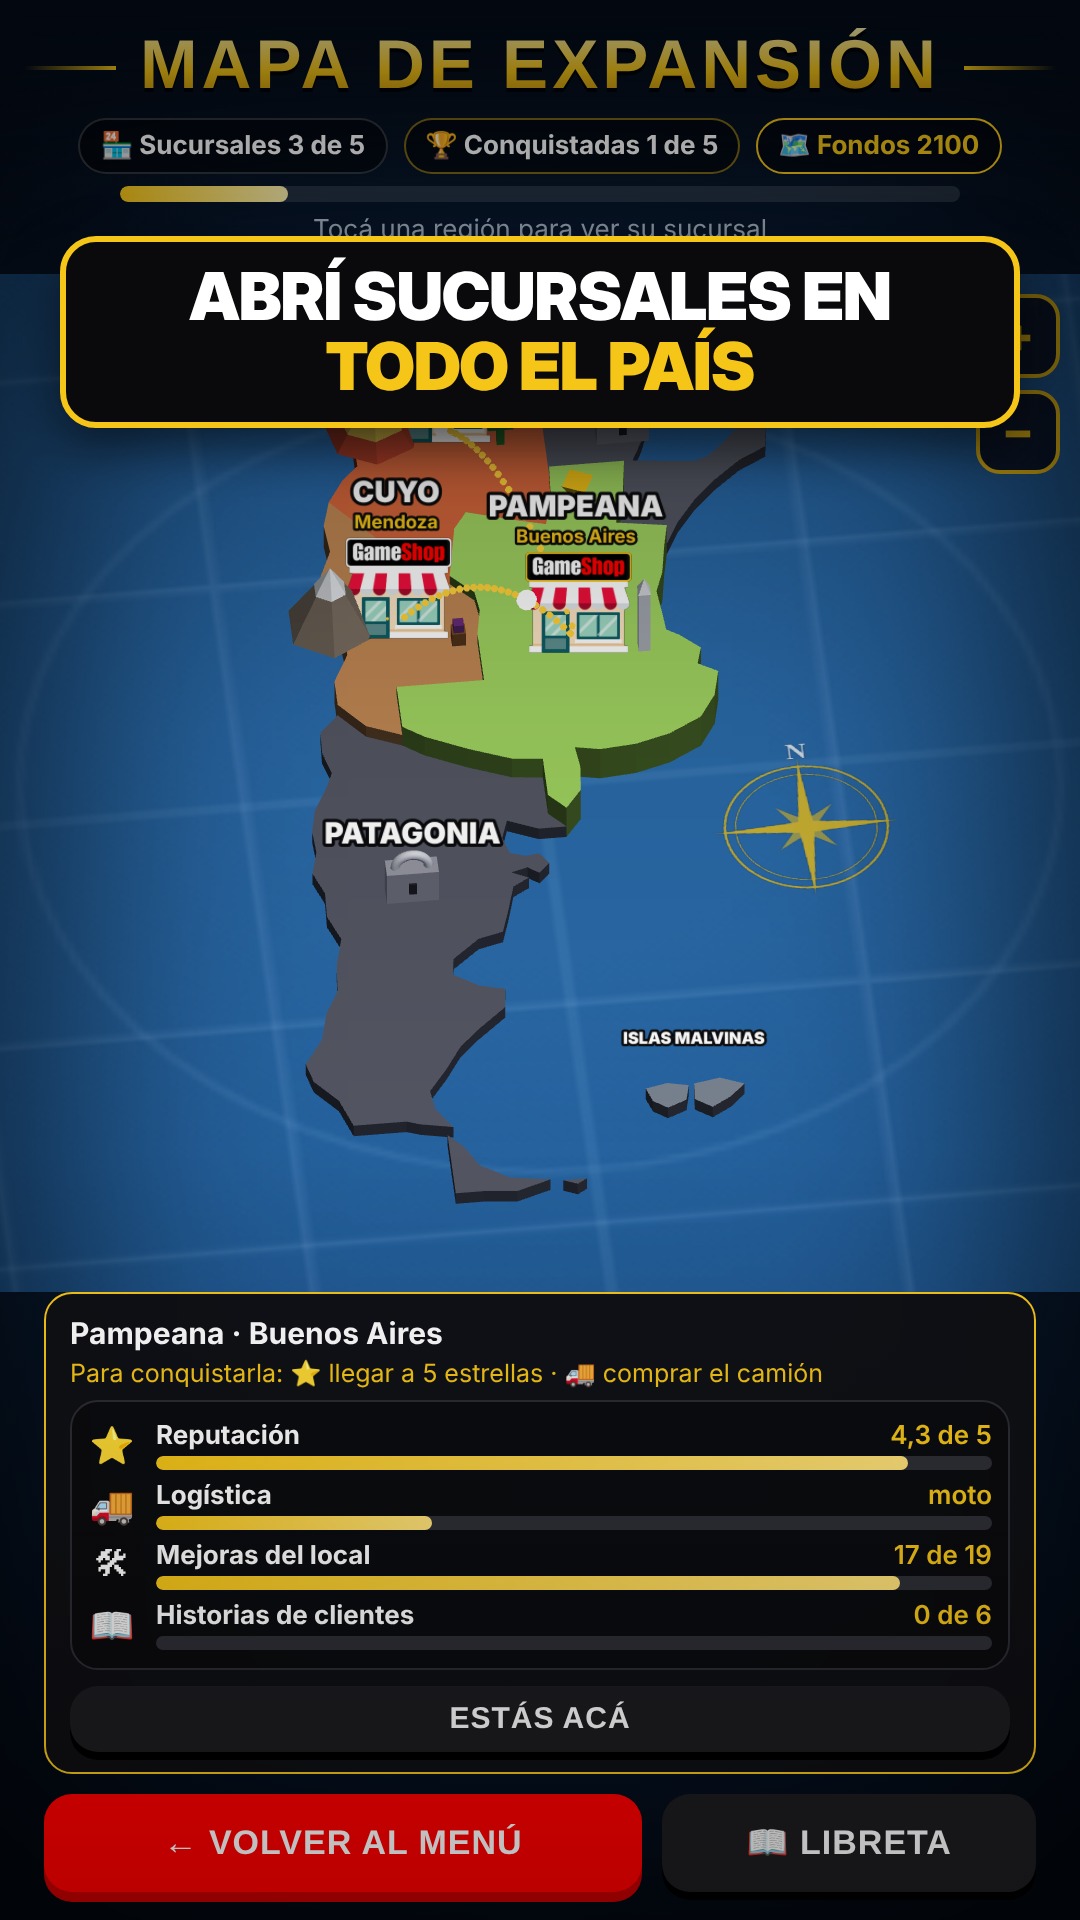 MAPA DE EXPANSIÓN
🏪 Sucursales 3 de 5
🏆 Conquistadas 1 de 5
🗺️ Fondos 2100
Tocá una región para ver su sucursal
ABRÍ SUCURSALES EN
TODO EL PAÍS
-
CUYO
Mendoza
GameShop
PAMPEANA
Buenos Aires
GameShop
N
PATAGONIA
ISLAS MALVINAS
Pampeana · Buenos Aires
Para conquistarla: ⭐ llegar a 5 estrellas · 🚚 comprar el camión
Reputación 4,3 de 5
Logística moto
Mejoras del local 17 de 19
Historias de clientes 0 de 6
ESTÁS ACÁ
← VOLVER AL MENÚ
📖 LIBRETA